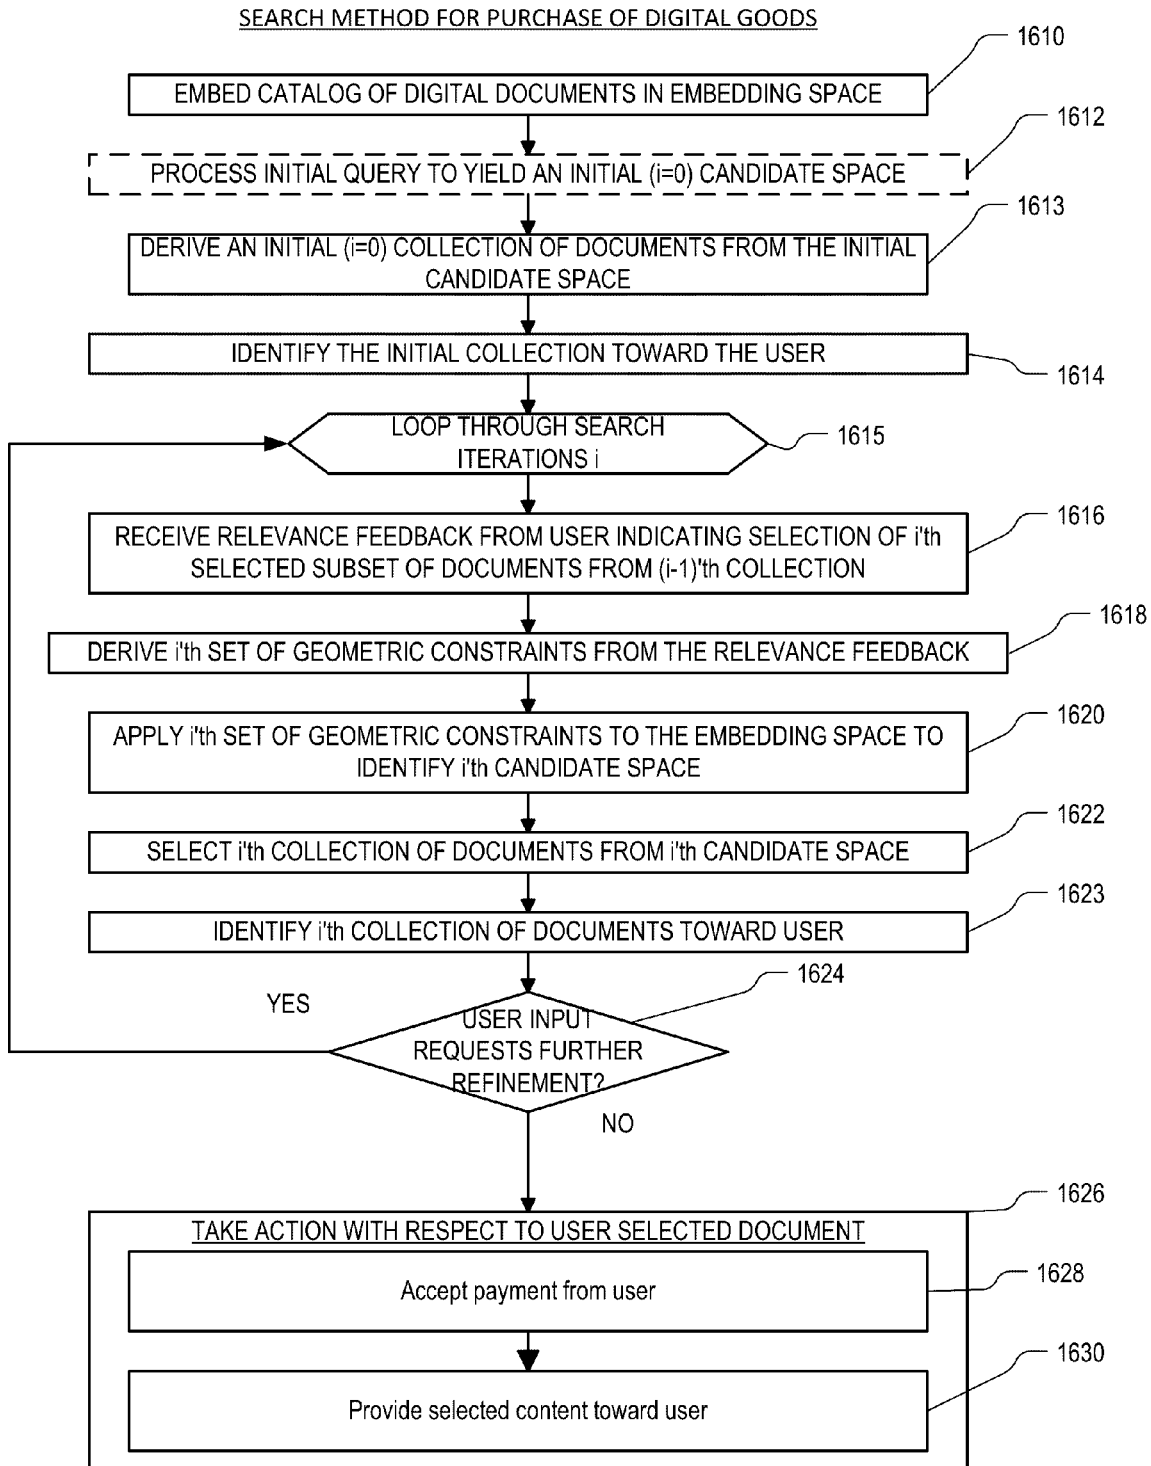 SEARCH METHOD FOR PURCHASE OF DIGITAL GOODS
1610
EMBED CATALOG OF DIGITAL DOCUMENTS IN EMBEDDING SPACE
1612
PROCESS INITIAL QUERY TO YIELD AN INITIAL (i=0) CANDIDATE SPACE
1613
DERIVE AN INITIAL (i=0) COLLECTION OF DOCUMENTS FROM THE INITIAL
CANDIDATE SPACE
IDENTIFY THE INITIAL COLLECTION TOWARD THE USER
1614
LOOP THROUGH SEARCH
ITERATIONS i
1615
1616
RECEIVE RELEVANCE FEEDBACK FROM USER INDICATING SELECTION OF i'th
SELECTED SUBSET OF DOCUMENTS FROM (i-1)'th COLLECTION
1618
DERIVE i'th SET OF GEOMETRIC CONSTRAINTS FROM THE RELEVANCE FEEDBACK
1620
APPLY i'th SET OF GEOMETRIC CONSTRAINTS TO THE EMBEDDING SPACE TO
IDENTIFY i'th CANDIDATE SPACE
1622
SELECT i'th COLLECTION OF DOCUMENTS FROM i'th CANDIDATE SPACE
1623
IDENTIFY i'th COLLECTION OF DOCUMENTS TOWARD USER
1624
YES
USER INPUT
REQUESTS FURTHER
REFINEMENT?
NO
1626
TAKE ACTION WITH RESPECT TO USER SELECTED DOCUMENT
1628
Accept payment from user
1630
Provide selected content toward user